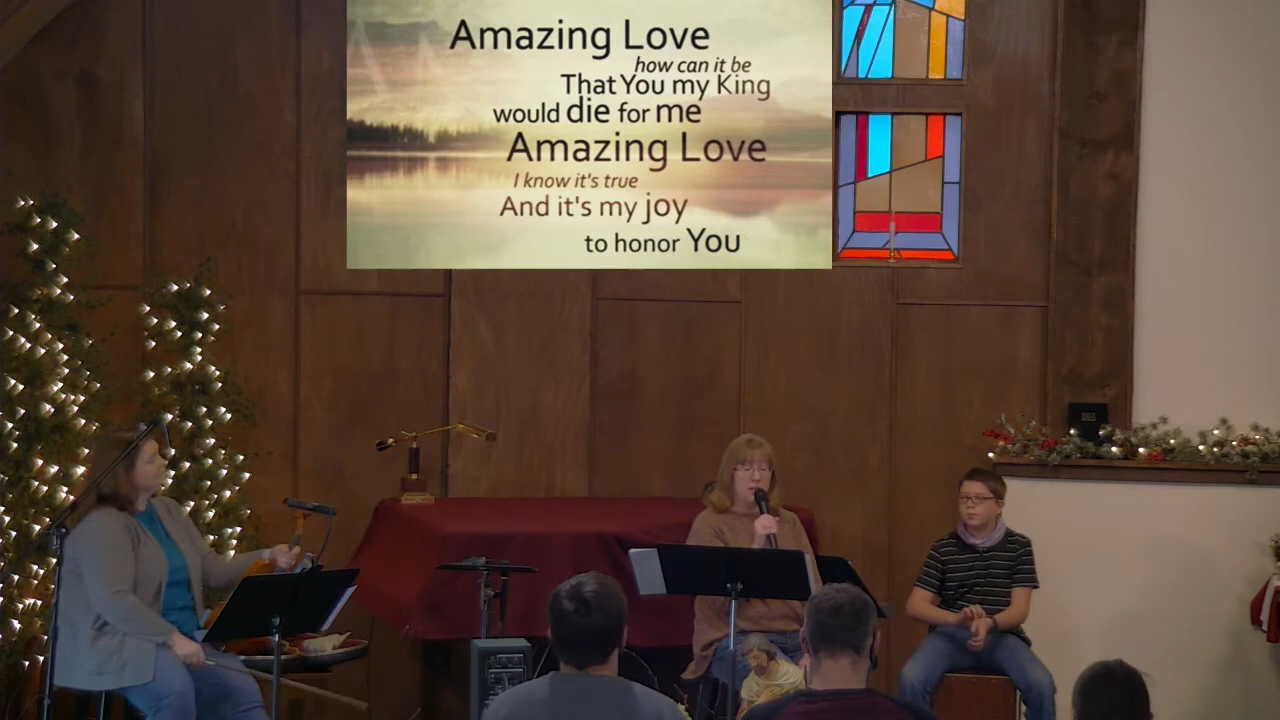 Amazing Love
how can it be
That You my King
would die for me
Amazing Love
I know it's true
And it's my joy
to honor You